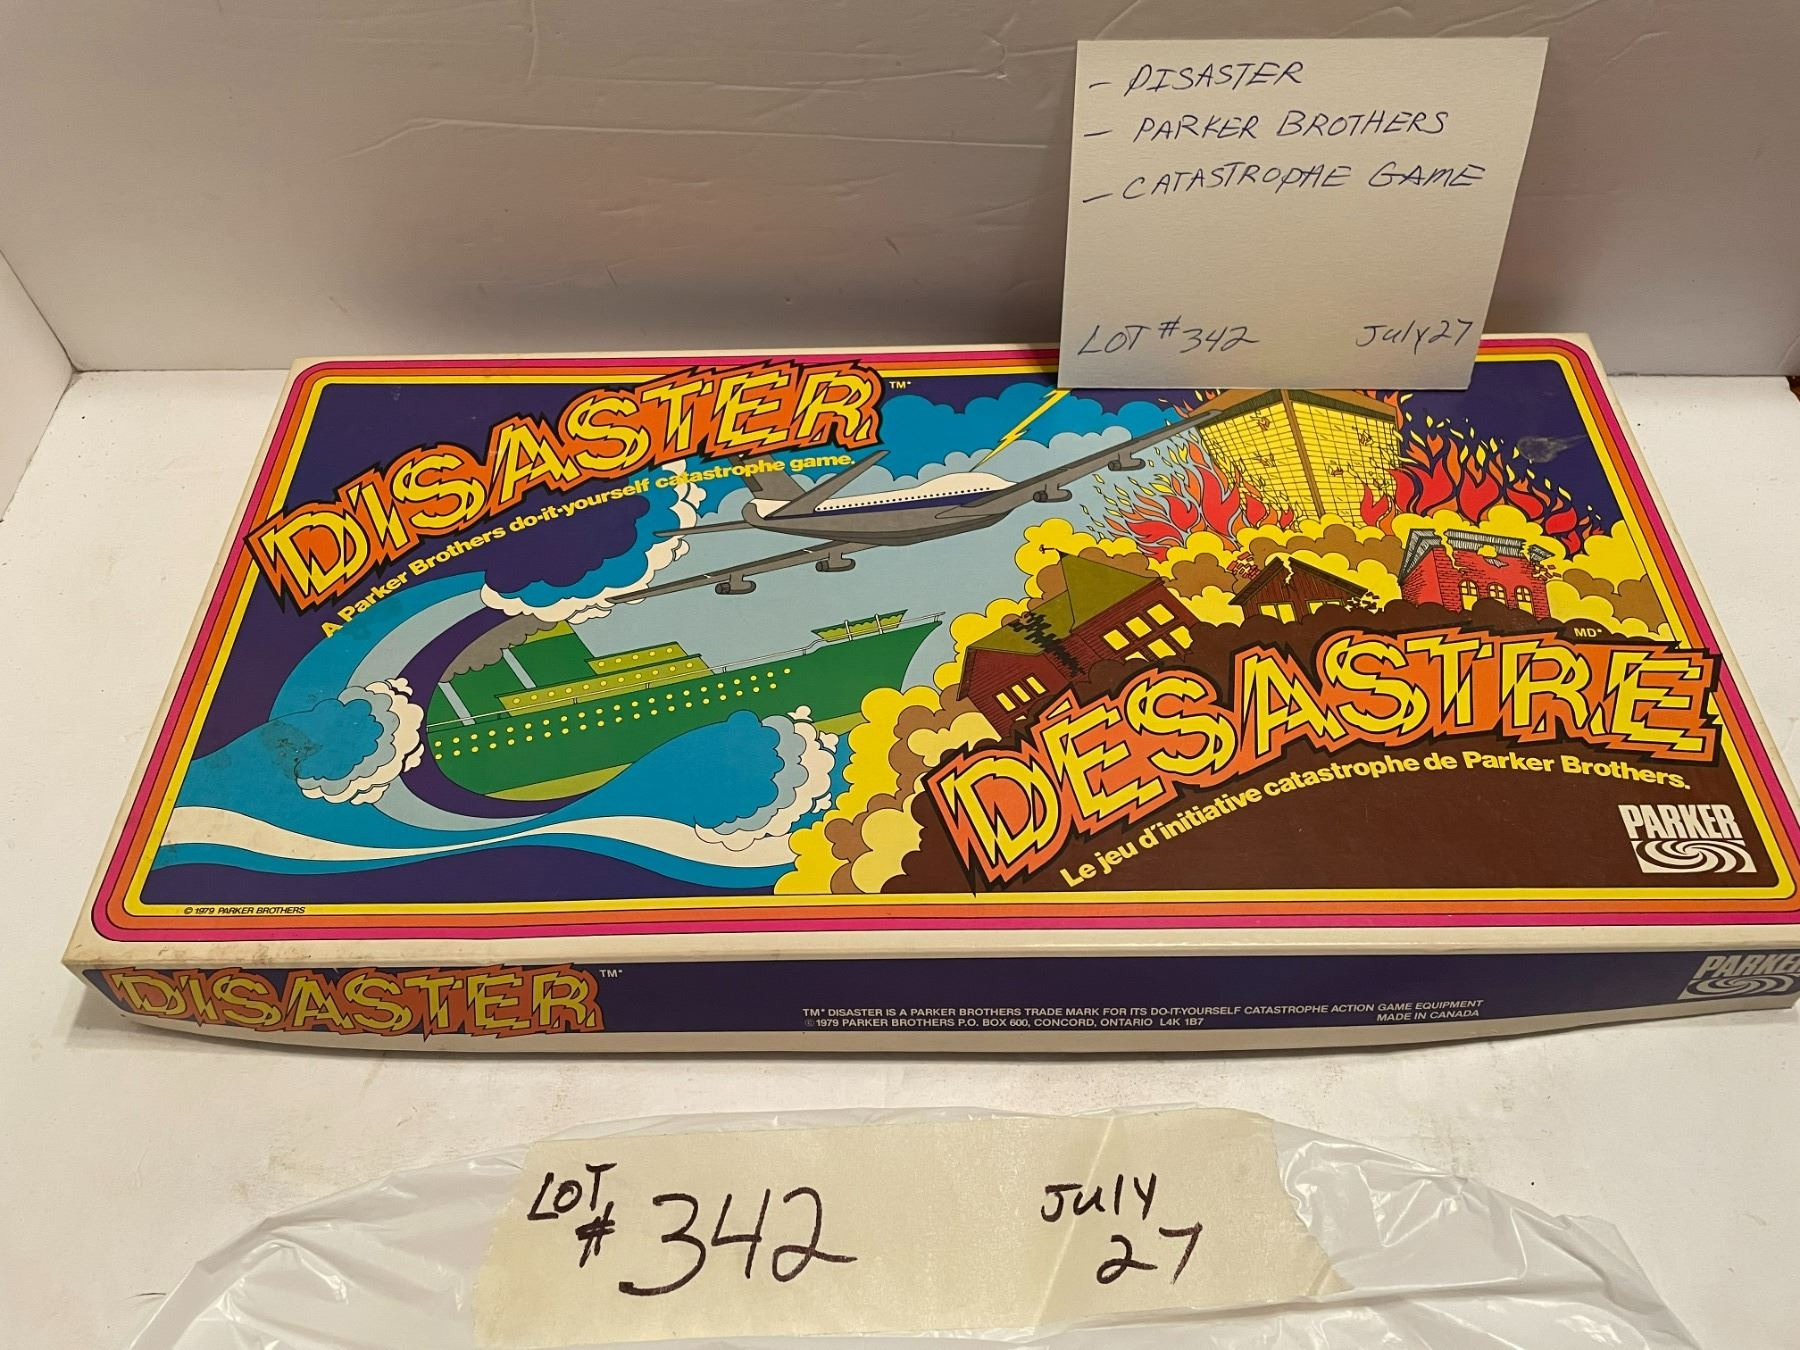 - DISASTER
- PARKER BROTHERS
- CATASTROPHE GAME
LOT #342 July 27
DISASTER TM*
A Parker Brothers do-it-yourself catastrophe game.
DÉSASTRE MD*
Le jeu d'initiative catastrophe de Parker Brothers.
PARKER
© 1979 PARKER BROTHERS
DISASTER TM*
TM* DISASTER IS A PARKER BROTHERS TRADE MARK FOR ITS DO-IT-YOURSELF CATASTROPHE ACTION GAME EQUIPMENT
© 1979 PARKER BROTHERS P.O. BOX 600, CONCORD, ONTARIO L4K 1B7 MADE IN CANADA
PARKER
LOT # 342 July 27